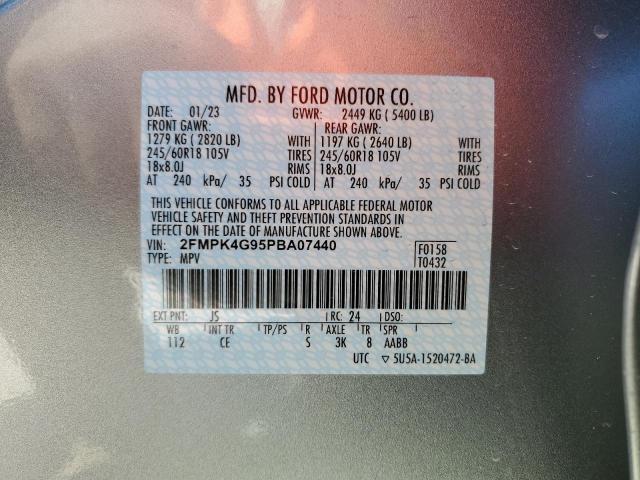 MFD. BY FORD MOTOR CO.
DATE: 01/23 GVWR: 2449 KG ( 5400 LB)
FRONT GAWR: REAR GAWR:
1279 KG ( 2820 LB) WITH 1197 KG ( 2640 LB) WITH
245/60R18 105V TIRES 245/60R18 105V TIRES
18x8.0J RIMS 18x8.0J RIMS
AT 240 kPa/ 35 PSI COLD AT 240 kPa/ 35 PSI COLD
THIS VEHICLE CONFORMS TO ALL APPLICABLE FEDERAL MOTOR
VEHICLE SAFETY AND THEFT PREVENTION STANDARDS IN
EFFECT ON THE DATE OF MANUFACTURE SHOWN ABOVE.
VIN: 2FMPK4G95PBA07440 F0158
TYPE: MPV T0432
EXT PNT: JS RC: 24 DSO:
WB INT TR TP/PS R AXLE TR SPR
112 CE S 3K 8 AABB
UTC ▽ 5U5A-1520472-BA